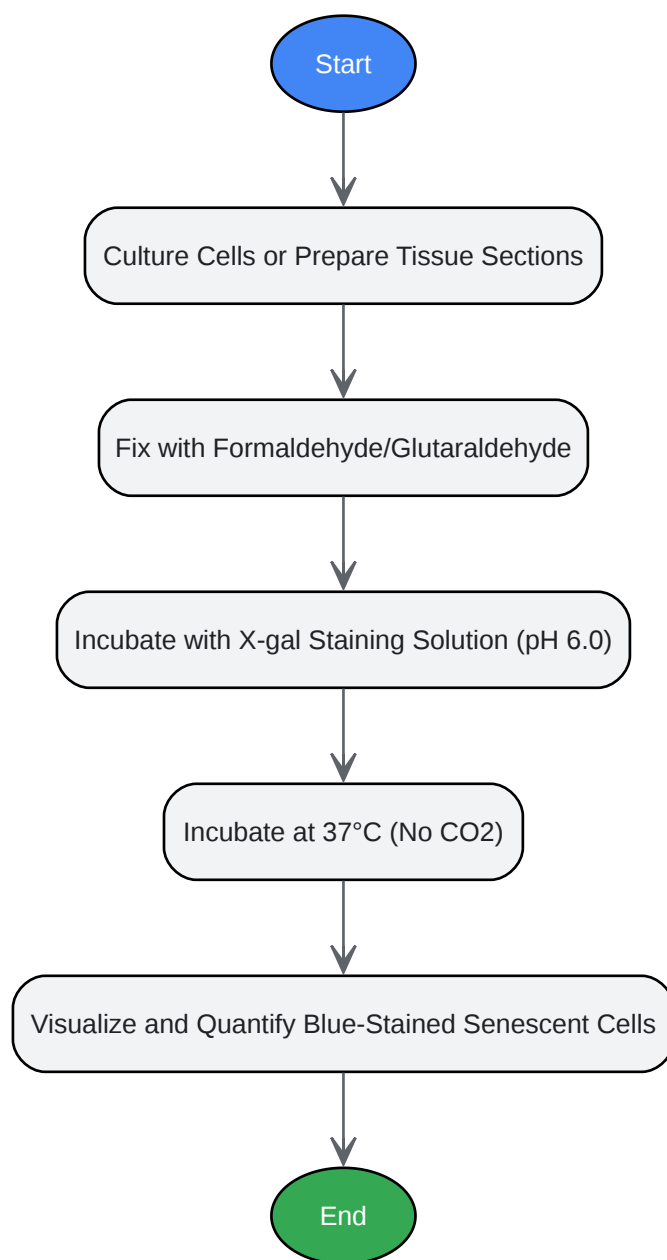 Start
Culture Cells or Prepare Tissue Sections
Fix with Formaldehyde/Glutaraldehyde
Incubate with X-gal Staining Solution (pH 6.0)
Incubate at 37°C (No CO2)
Visualize and Quantify Blue-Stained Senescent Cells
End